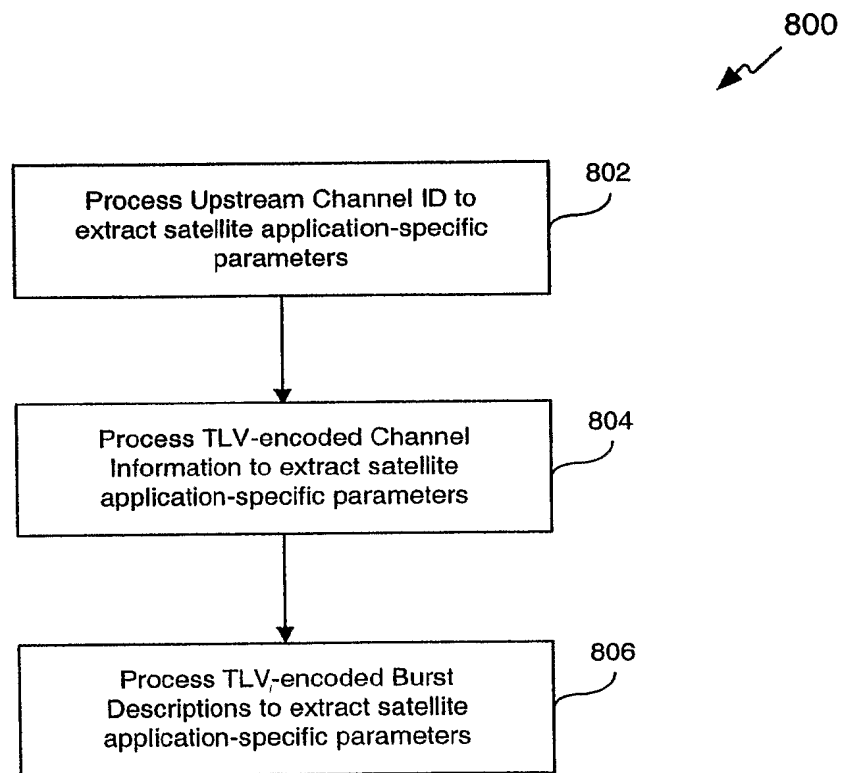 800
802
Process Upstream Channel ID to
extract satellite application-specific
parameters
804
Process TLV-encoded Channel
Information to extract satellite
application-specific parameters
806
Process TLV-encoded Burst
Descriptions to extract satellite
application-specific parameters